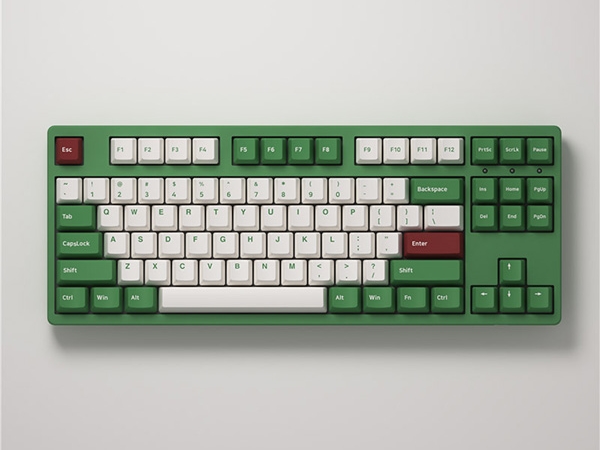 Esc F1 F2 F3 F4 F5 F6 F7 F8 F9 F10 F11 F12 PrtSc ScrLk Pause
~ ! @ # $ % ^ & * ( ) _ + Backspace Ins Home PgUp
` 1 2 3 4 5 6 7 8 9 0 - =
Tab Q W E R T Y U I O P { } | Del End PgDn
[ ] \
CapsLock A S D F G H J K L : " Enter
; '
Shift Z X C V B N M < > ? Shift ↑
, . /
Ctrl Win Alt Alt Win Fn Ctrl ← ↓ →